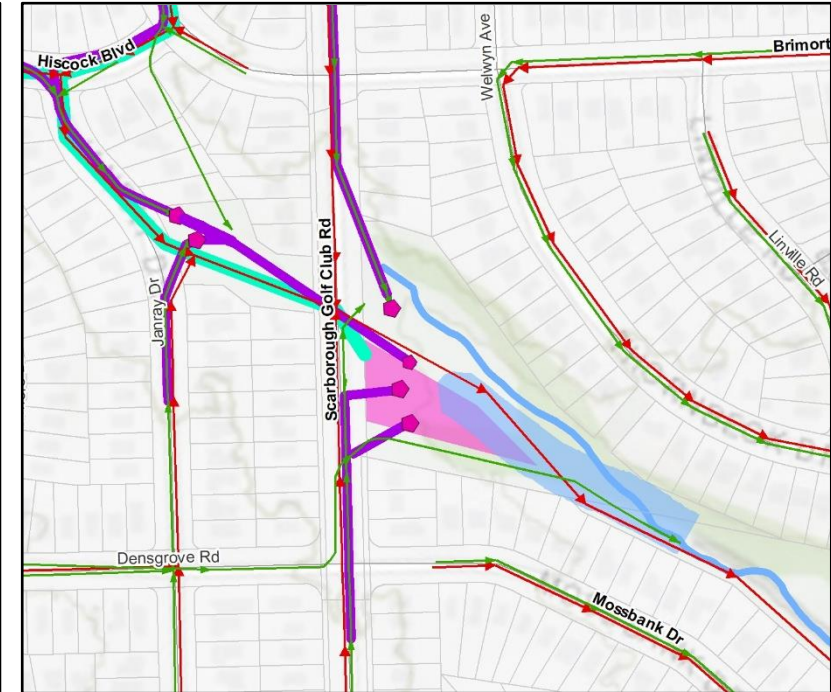 Hiscock Blvd
Welwyn Ave
Brimort
Linville Rd
Scarborough Golf Club Rd
Janray Dr
Densgrove Rd
Mossbank Dr